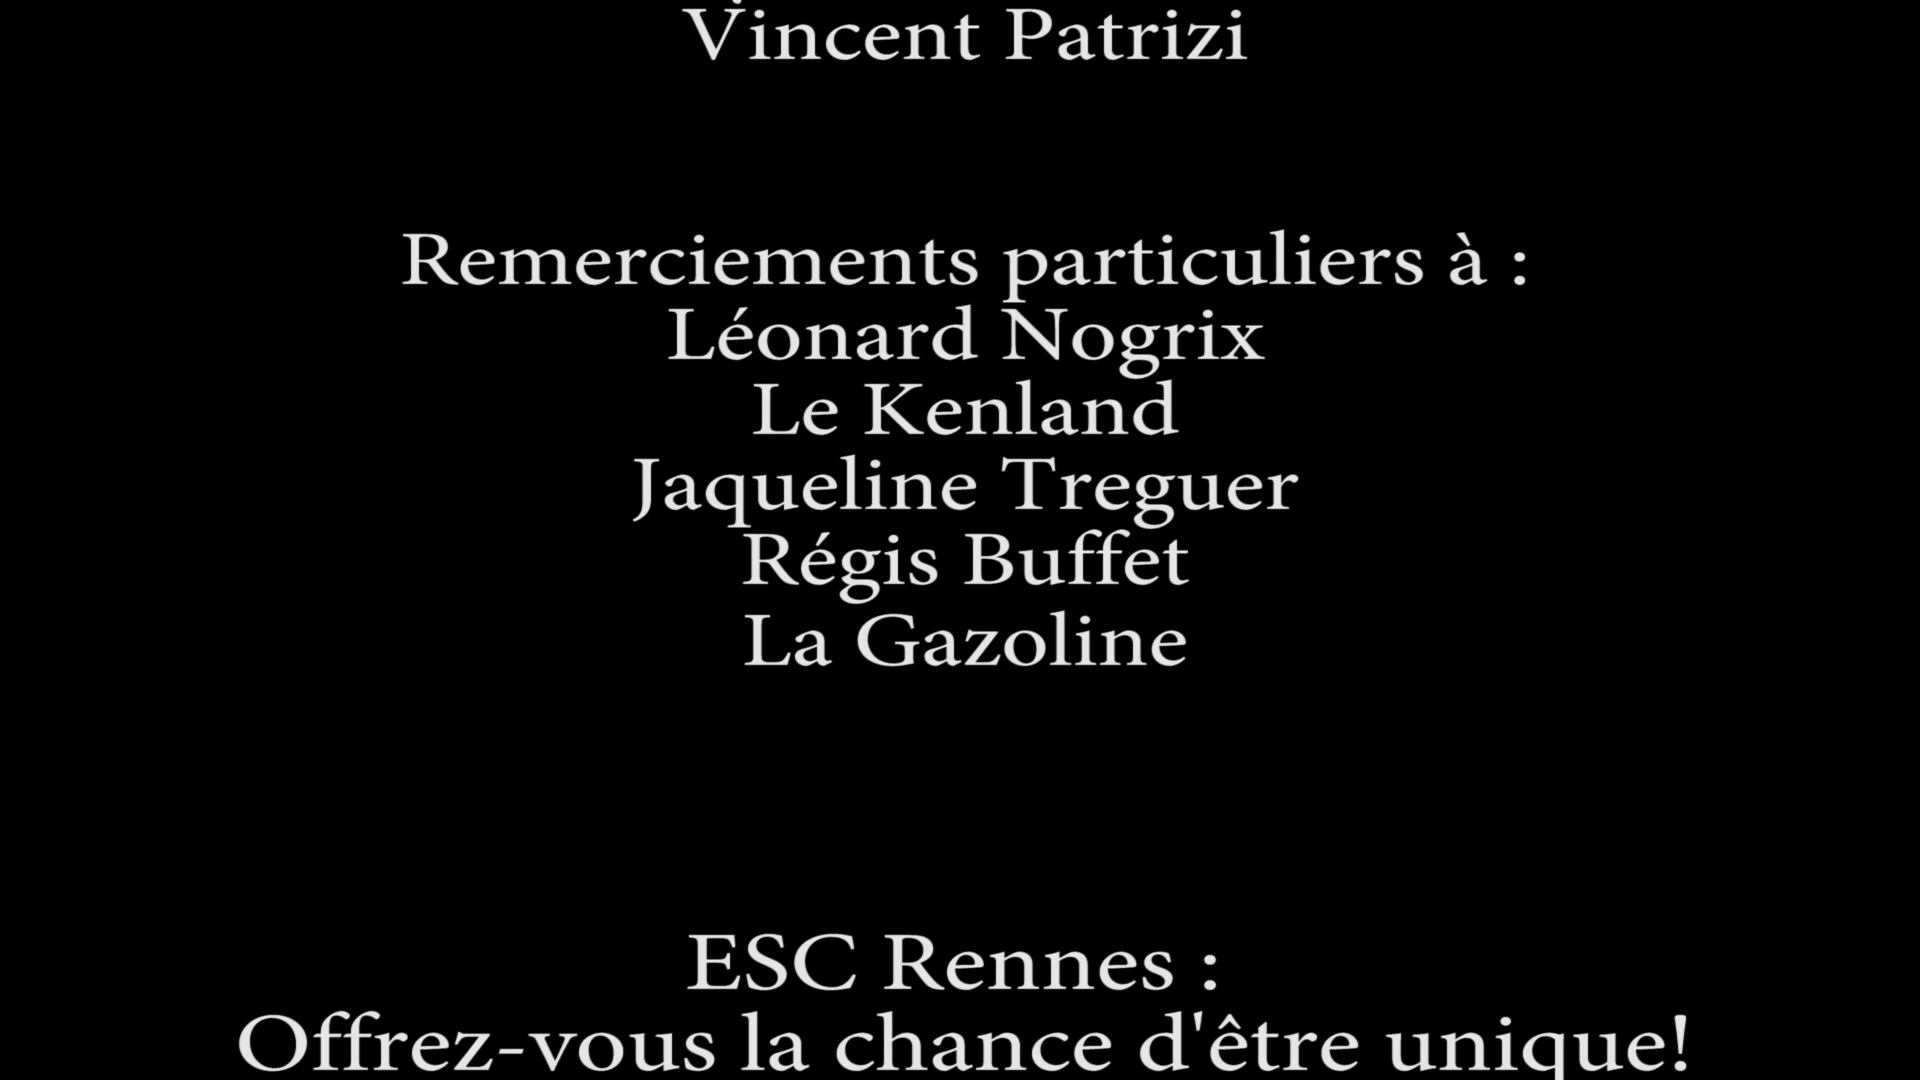 Vincent Patrizi
Remerciements particuliers à :
Léonard Nogrix
Le Kenland
Jaqueline Treguer
Régis Buffet
La Gazoline
ESC Rennes :
Offrez-vous la chance d'être unique!